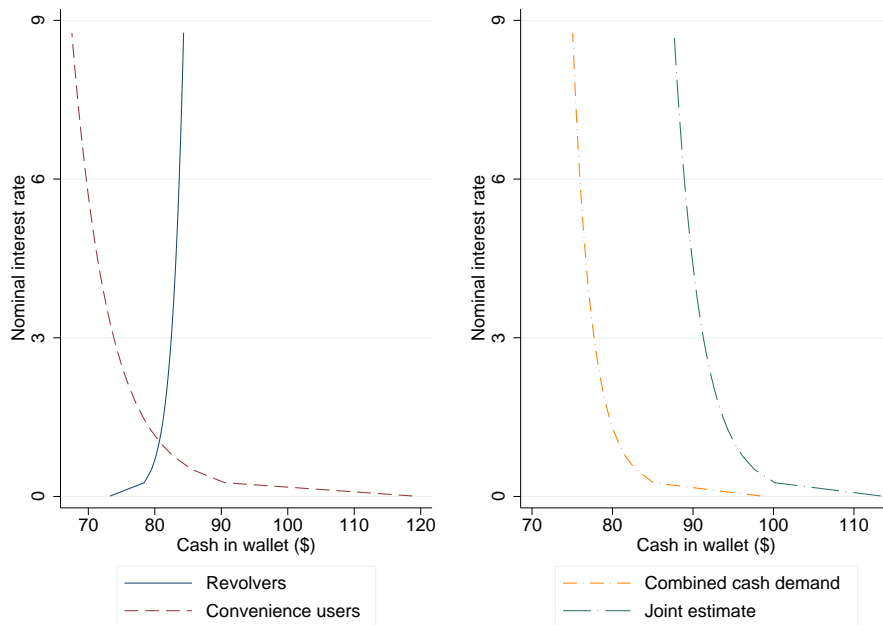 9
6
3
0
Nominal interest rate
70 80 90 100 110 120
Cash in wallet ($)
Revolvers
Convenience users
9
6
3
0
Nominal interest rate
70 80 90 100 110
Cash in wallet ($)
Combined cash demand
Joint estimate